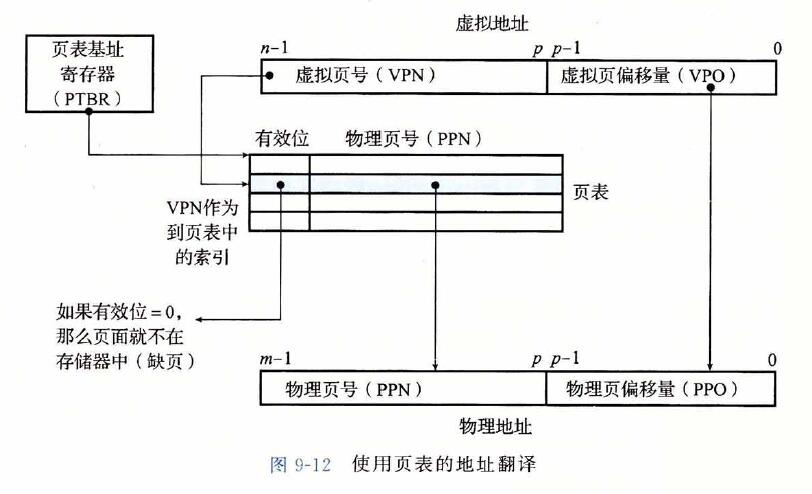 虚拟地址
页表基址
寄存器
（PTBR）
n-1 p p-1 0
虚拟页号（VPN） 虚拟页偏移量（VPO）
有效位 物理页号（PPN）
页表
VPN作为
到页表中
的索引
如果有效位=0，
那么页面就不在
存储器中（缺页）
m-1 p p-1 0
物理页号（PPN） 物理页偏移量（PPO）
物理地址
图 9-12 使用页表的地址翻译